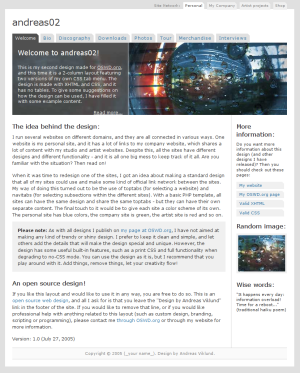 Site Network: Personal | My Company | Artist projects | Shop
andreas02
Welcome Bio Discography Downloads Photos Tour Merchandise Interviews
Welcome to andreas02!
This is my second design made for OSWD.org,
and this time it is a 2-column layout featuring
two versions of my own CSS tab menu. The
design is made with XHTML and CSS, and it
has no tables. To give some suggestions on
how the design can be used, I have filled it
with some example content.
Read more...
The idea behind the design:
I run several websites on different domains, and they are all connected in various ways. One
website is my personal site, and it has a lot of links to my company website, which shares a
lot of content with my studio and artist websites. Despite this, all the sites have different
designs and different functionality - and it is all one big mess to keep track of it all. Are you
familiar with the situation? Then read on!
When it was time to redesign one of the sites, I got an idea about making a standard design
that all of my sites could use and make some kind of official link network between the sites.
My way of doing this turned out to be the use of toptabs (for selecting a website) and
navtabs (for selecting subsections within the different sites). With a basic PHP template, all
sites can have the same design and share the same toptabs - but they can have their own
separate content. The final touch to it would be to give each site a color scheme of its own.
The personal site has blue colors, the company site is green, the artist site is red and so on.
Please note: As with all designs I publish on my page at OSWD.org, I have not aimed at
making any kind of trendy or shiny design. I prefer to keep it clean and simple, and let
others add the details that will make the design special and unique. However, the
design has some useful built-in features, such as a print CSS and full functionality when
degrading to no-CSS mode. You can use the design as it is, but I recommend that you
play around with it. Add things, remove things, let your creativity flow!
An open source design!
If you like this layout and would like to use it in any way, you are free to do so. This is an
open source web design, and all I ask for is that you leave the "Design by Andreas Viklund"
link in the footer of the site. If you would like to remove that link, or if you would like
professional help with anything related to this layout (such as custom design, branding,
scripting or programming), please contact me through OSWD.org or through my website for
more information.
Version: 1.0 (July 27, 2005)
More
information:
Do you want more
information about this
design (and other
designs I have
released)? Then you
should check out these
pages:
My website
My OSWD.org page
Valid XHTML
Valid CSS
Random image:
Wise words:
"It happens every day:
information overload!
Time for a reboot..."
(traditional haiku poem)
Copyright © 2005 [_your name_]. Design by Andreas Viklund.